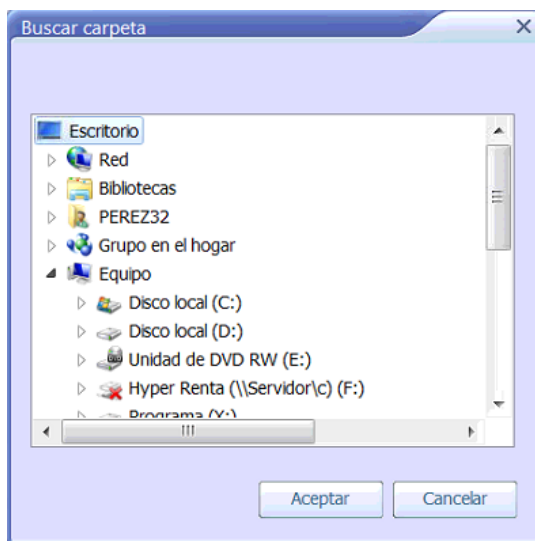 Buscar carpeta
Escritorio
Red
Bibliotecas
PEREZ32
Grupo en el hogar
Equipo
Disco local (C:)
Disco local (D:)
Unidad de DVD RW (E:)
Hyper Renta (\\Servidor\c) (F:)
Programa (Y:)
Aceptar
Cancelar